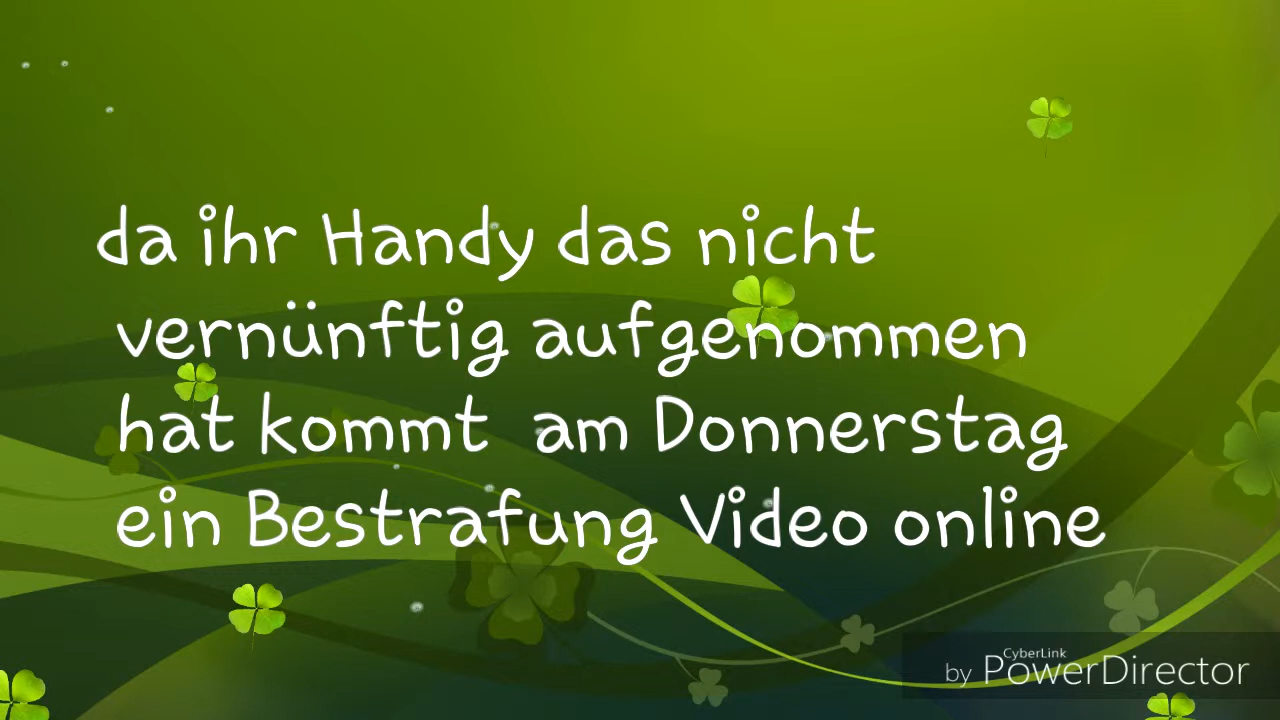 da ihr Handy das nicht
vernünftig aufgenommen
hat kommt am Donnerstag
ein Bestrafung Video online
CyberLink
by PowerDirector